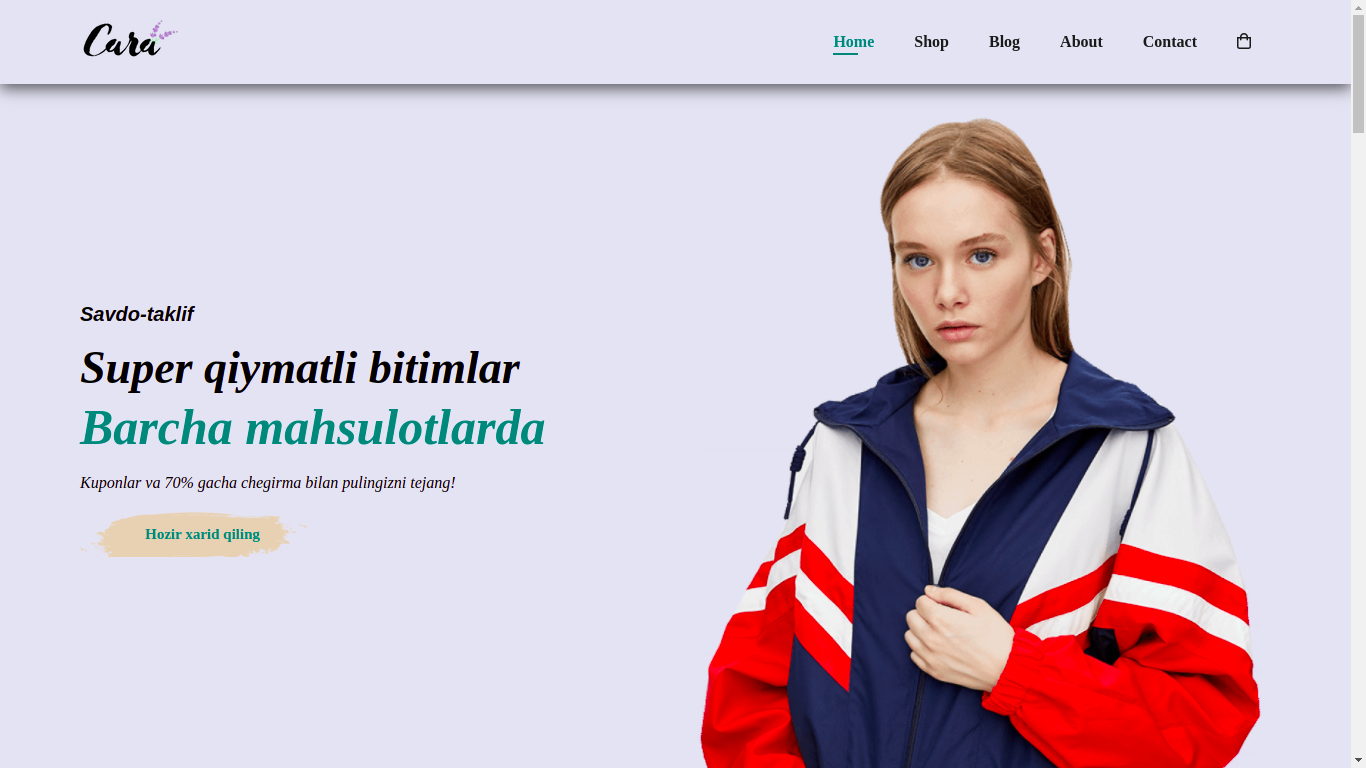 Cara
Home Shop Blog About Contact
Savdo-taklif
Super qiymatli bitimlar
Barcha mahsulotlarda
Kuponlar va 70% gacha chegirma bilan pulingizni tejang!
Hozir xarid qiling